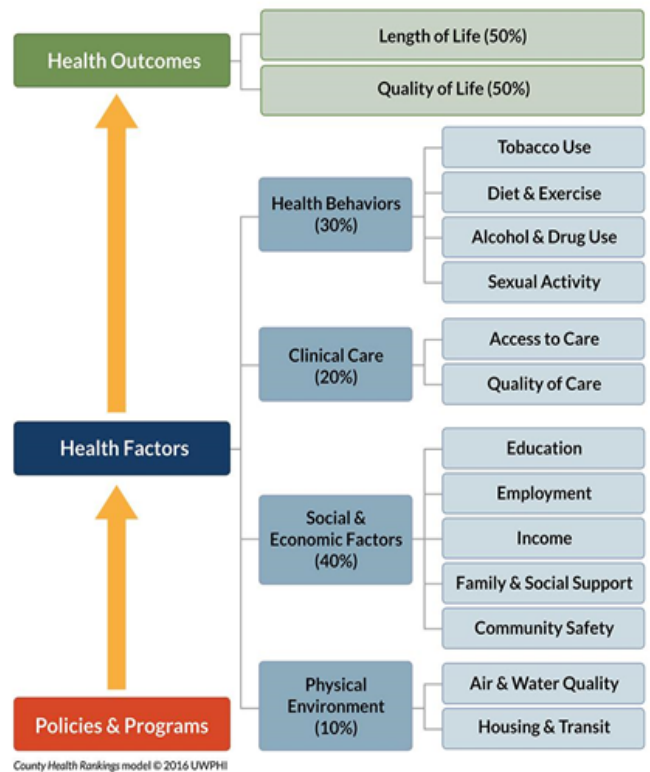 Health Outcomes
Length of Life (50%)
Quality of Life (50%)
Health Factors
Health Behaviors
(30%)
Tobacco Use
Diet & Exercise
Alcohol & Drug Use
Sexual Activity
Clinical Care
(20%)
Access to Care
Quality of Care
Social &
Economic Factors
(40%)
Education
Employment
Income
Family & Social Support
Community Safety
Physical
Environment
(10%)
Air & Water Quality
Housing & Transit
Policies & Programs
County Health Rankings model © 2016 UWPHI